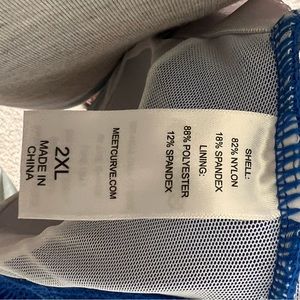 SHELL:
82% NYLON
18% SPANDEX
LINING:
88% POLYESTER
12% SPANDEX
MEETCURVE.COM
2XL
MADE IN
CHINA